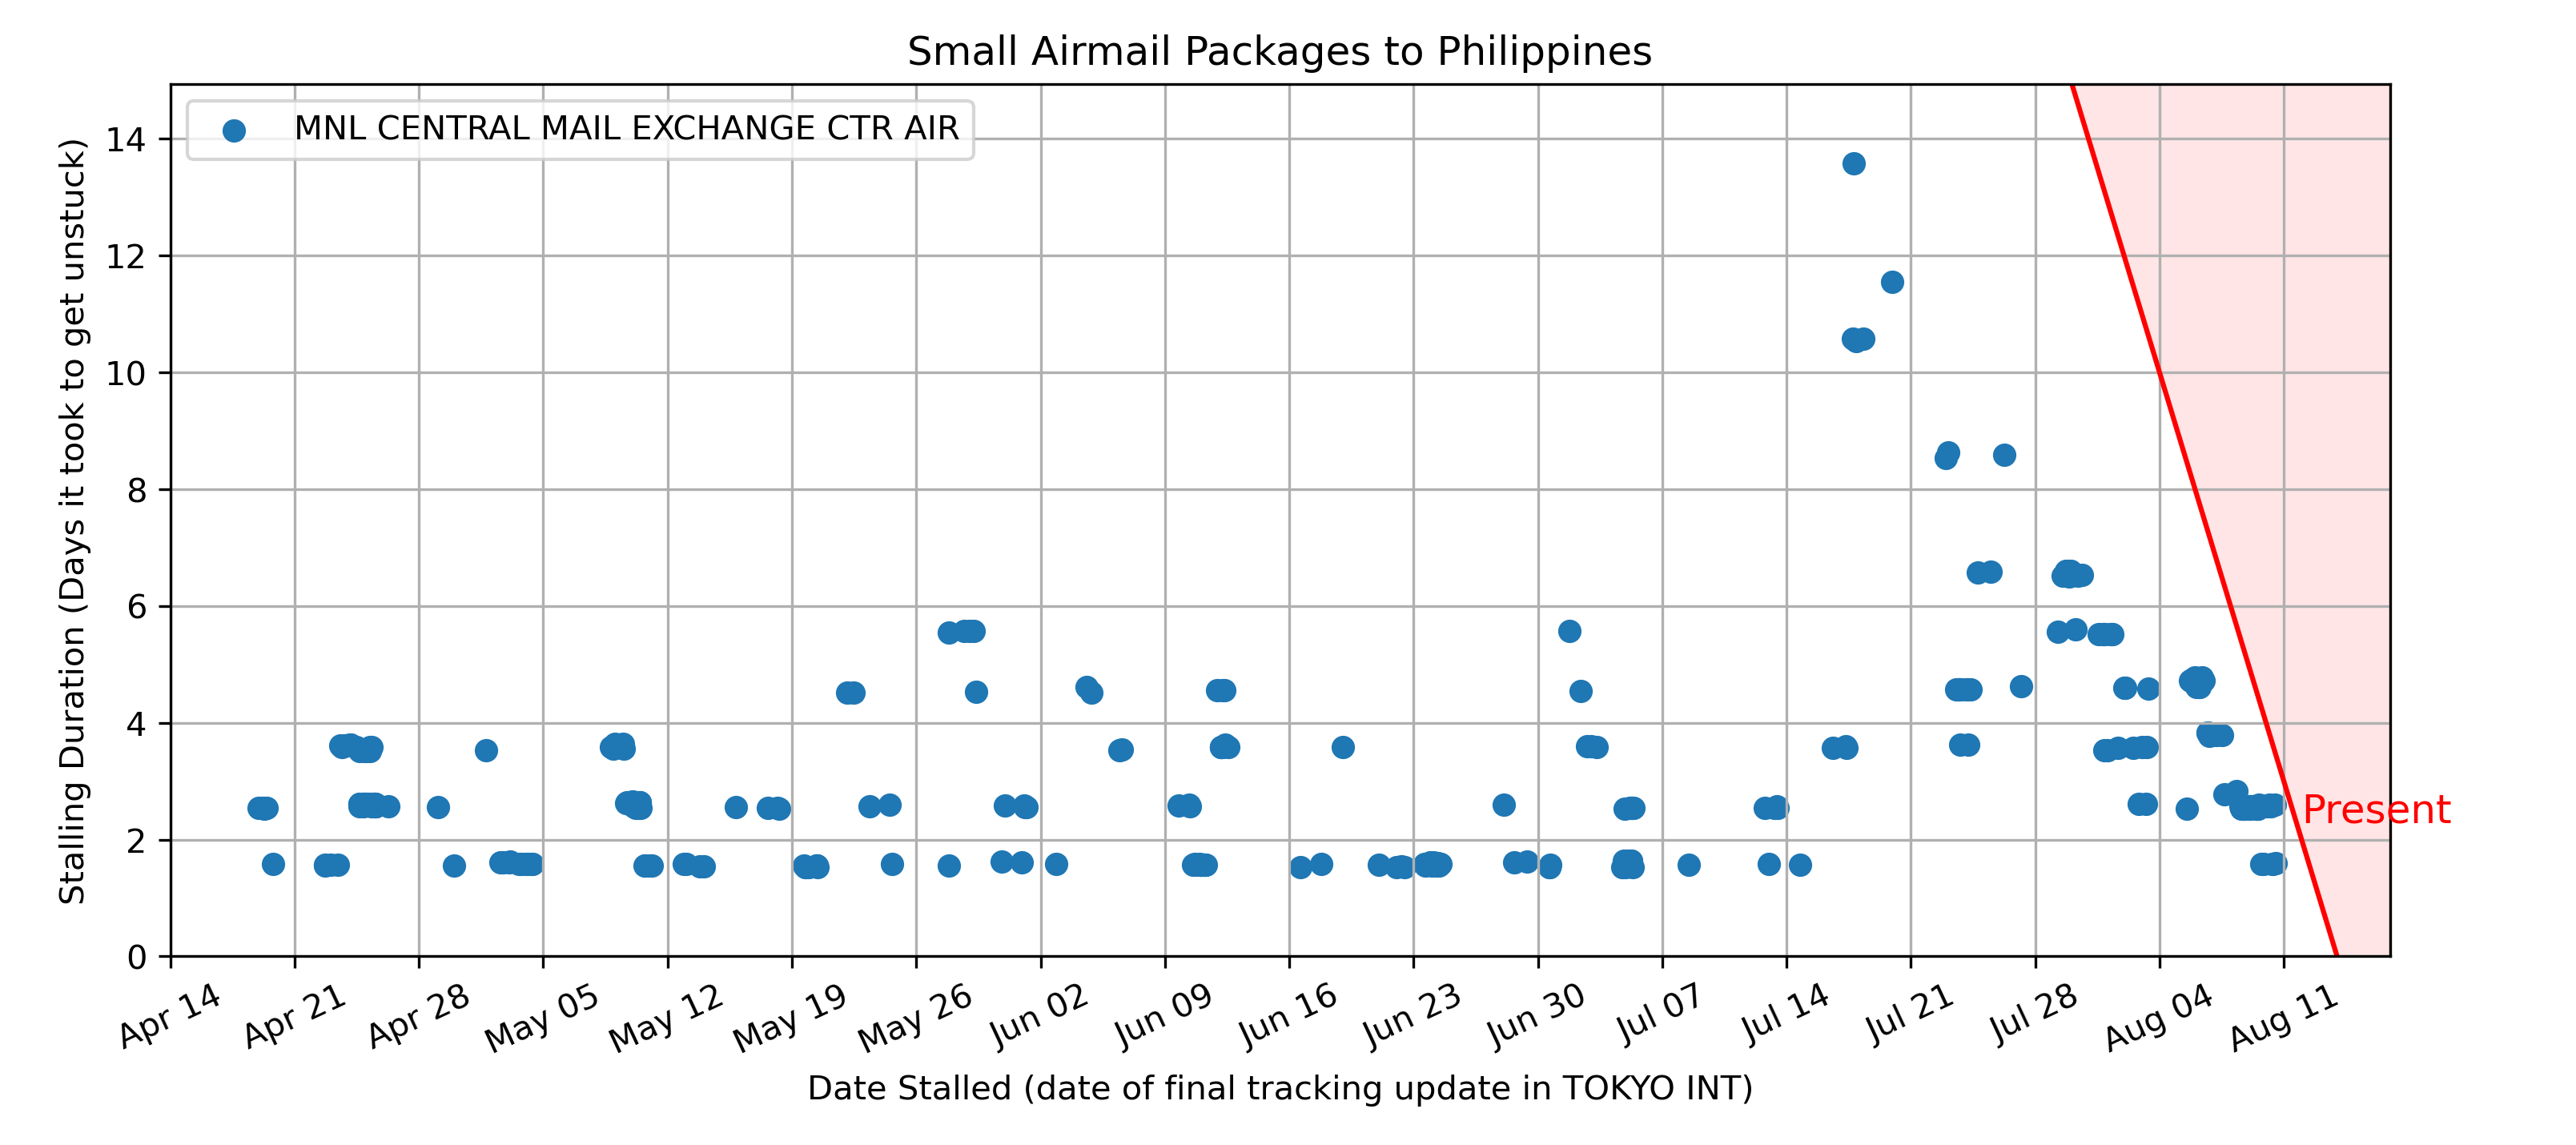 Small Airmail Packages to Philippines
MNL CENTRAL MAIL EXCHANGE CTR AIR
Stalling Duration (Days it took to get unstuck)
14
12
10
8
6
4
2
0
Present
Apr 14
Apr 21
Apr 28
May 05
May 12
May 19
May 26
Jun 02
Jun 09
Jun 16
Jun 23
Jun 30
Jul 07
Jul 14
Jul 21
Jul 28
Aug 04
Aug 11
Date Stalled (date of final tracking update in TOKYO INT)